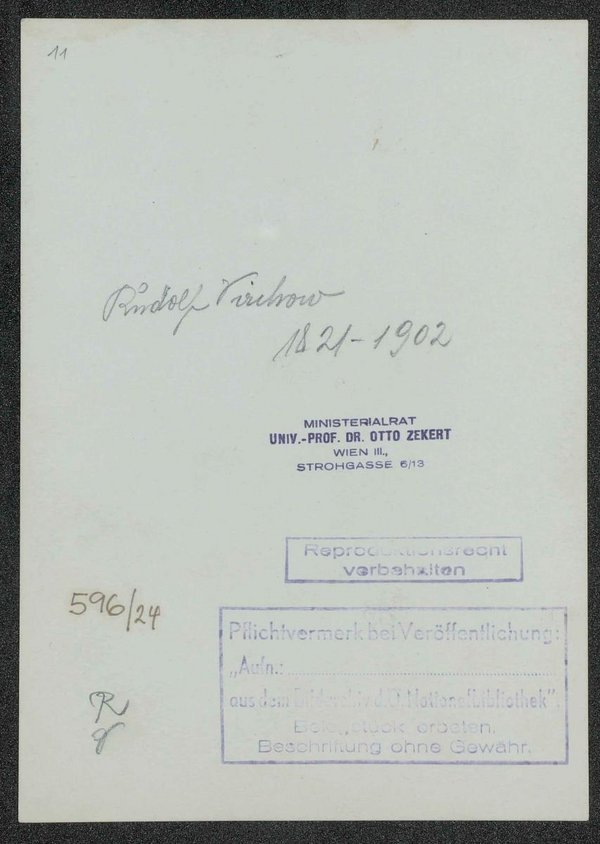 11
Rudolf Virchow
1821-1902
MINISTERIALRAT
UNIV.-PROF. DR. OTTO ZEKERT
WIEN III.,
STROHGASSE 6/13
Reproduktionsrecht
vorbehalten
596/24
Pflichtvermerk bei Veröffentlichung:
„Aufn.:
aus dem Bildarchiv d. Ö. Nationalbibliothek".
Belegstück erbeten.
Beschriftung ohne Gewähr.
R